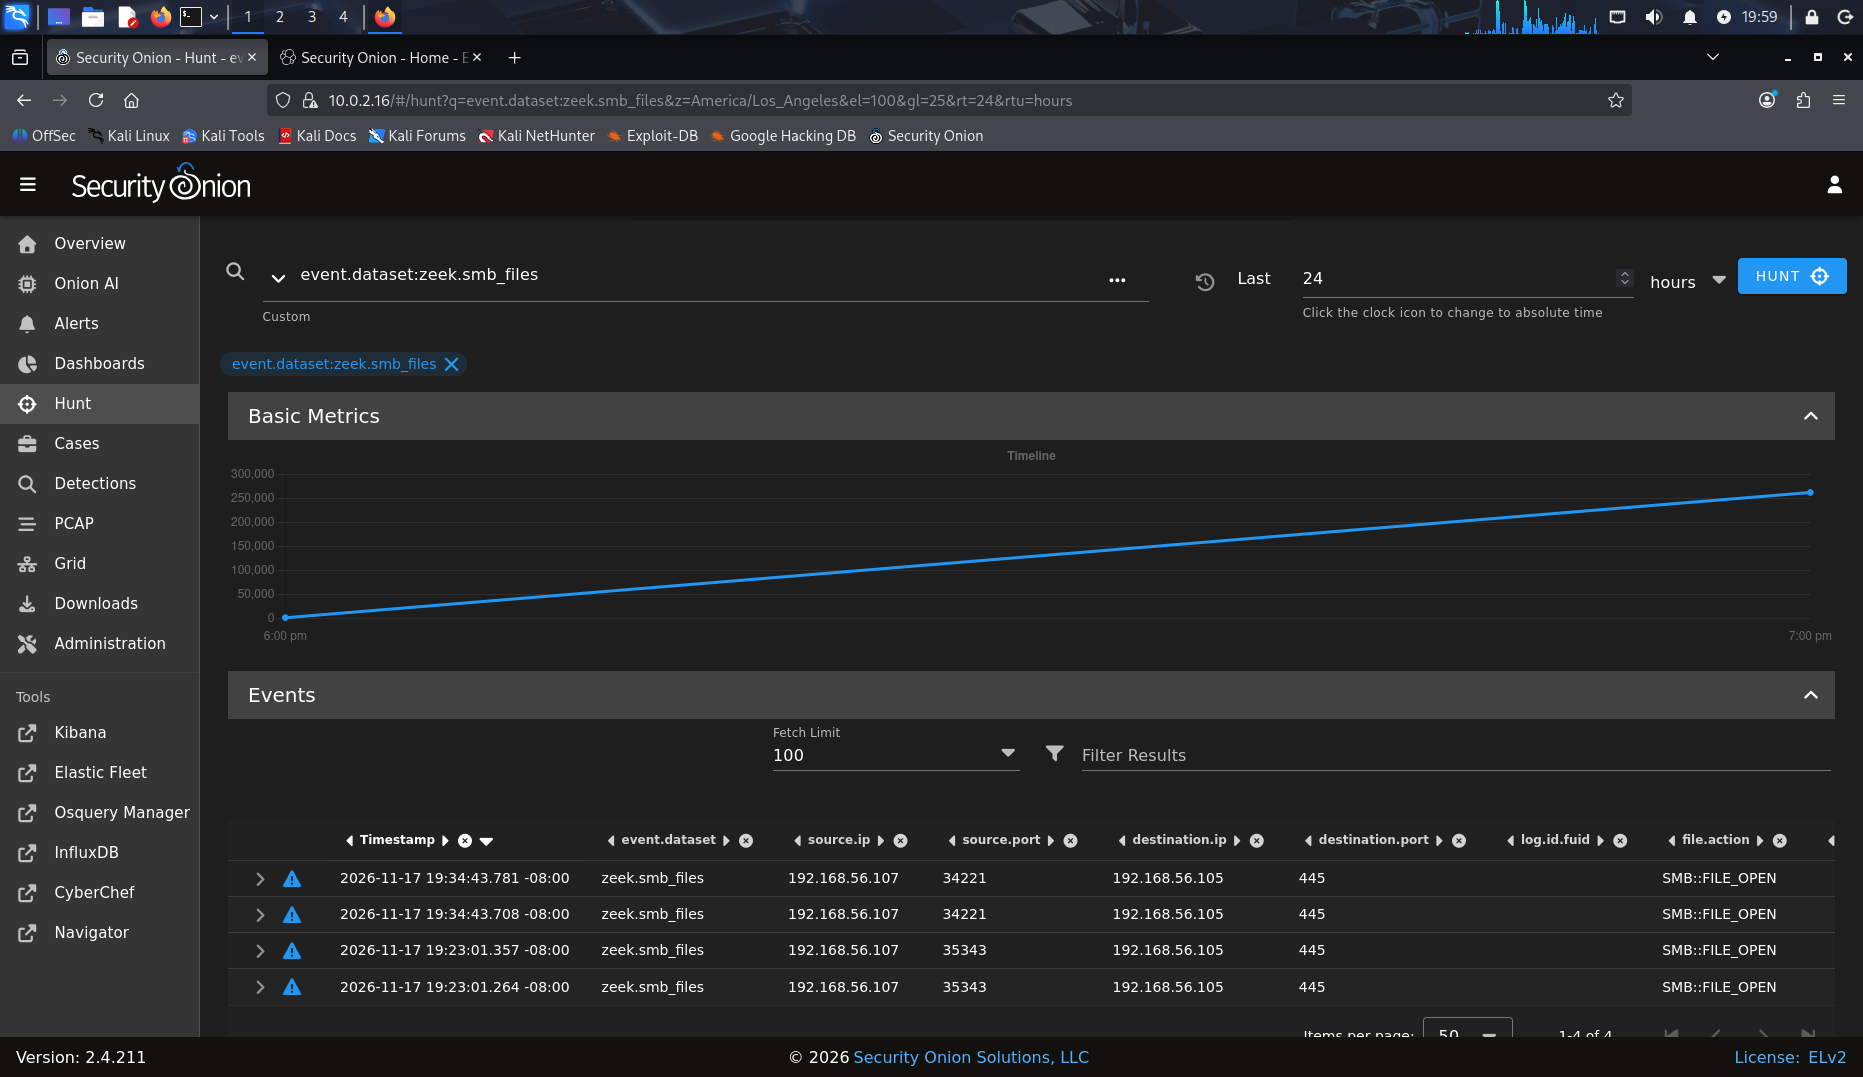 1 2 3 4 19:59
Security Onion - Hunt - ev Security Onion - Home - E
10.0.2.16/#/hunt?q=event.dataset:zeek.smb_files&z=America/Los_Angeles&el=100&gl=25&rt=24&rtu=hours
OffSec Kali Linux Kali Tools Kali Docs Kali Forums Kali NetHunter Exploit-DB Google Hacking DB Security Onion
Security Onion
Overview
Onion AI
Alerts
Dashboards
Hunt
Cases
Detections
PCAP
Grid
Downloads
Administration
Tools
Kibana
Elastic Fleet
Osquery Manager
InfluxDB
CyberChef
Navigator
event.dataset:zeek.smb_files ... Last 24 hours HUNT
Custom Click the clock icon to change to absolute time
event.dataset:zeek.smb_files
Basic Metrics
Timeline
300,000
250,000
200,000
150,000
100,000
50,000
0
6:00 pm 7:00 pm
Events
Fetch Limit
100 Filter Results
Timestamp event.dataset source.ip source.port destination.ip destination.port log.id.fuid file.action
2026-11-17 19:34:43.781 -08:00 zeek.smb_files 192.168.56.107 34221 192.168.56.105 445 SMB::FILE_OPEN
2026-11-17 19:34:43.708 -08:00 zeek.smb_files 192.168.56.107 34221 192.168.56.105 445 SMB::FILE_OPEN
2026-11-17 19:23:01.357 -08:00 zeek.smb_files 192.168.56.107 35343 192.168.56.105 445 SMB::FILE_OPEN
2026-11-17 19:23:01.264 -08:00 zeek.smb_files 192.168.56.107 35343 192.168.56.105 445 SMB::FILE_OPEN
Items per page: 50 1-4 of 4
Version: 2.4.211 © 2026 Security Onion Solutions, LLC License: ELv2